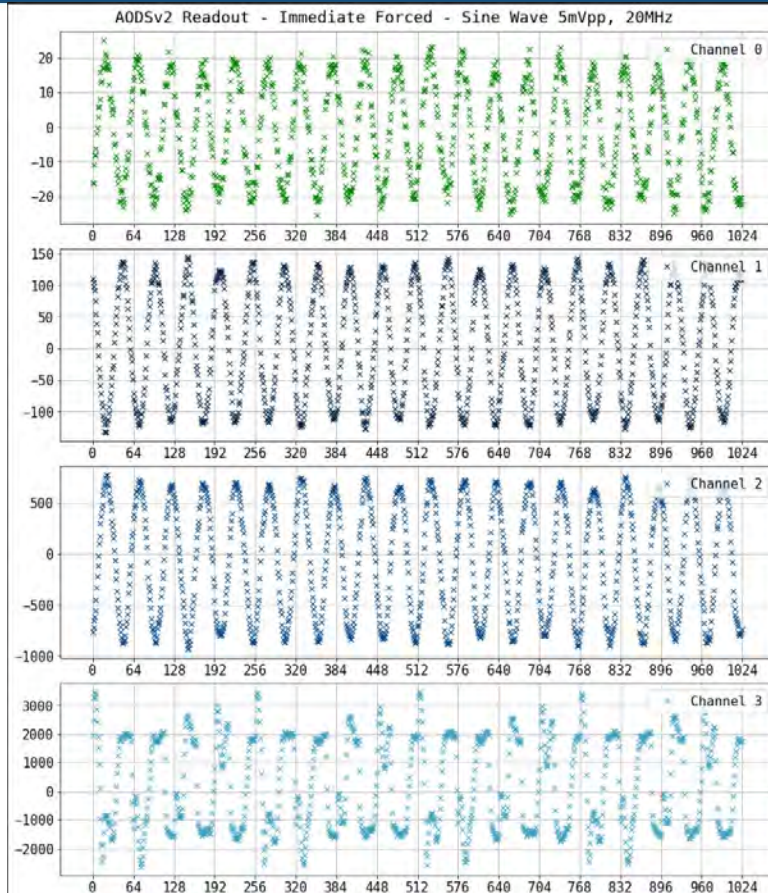 AODSv2 Readout - Immediate Forced - Sine Wave 5mVpp, 20MHz
Channel 0
20
10
0
−10
−20
0 64 128 192 256 320 384 448 512 576 640 704 768 832 896 960 1024
Channel 1
150
100
50
0
−50
−100
0 64 128 192 256 320 384 448 512 576 640 704 768 832 896 960 1024
Channel 2
500
0
−500
−1000
0 64 128 192 256 320 384 448 512 576 640 704 768 832 896 960 1024
Channel 3
3000
2000
1000
0
−1000
−2000
0 64 128 192 256 320 384 448 512 576 640 704 768 832 896 960 1024